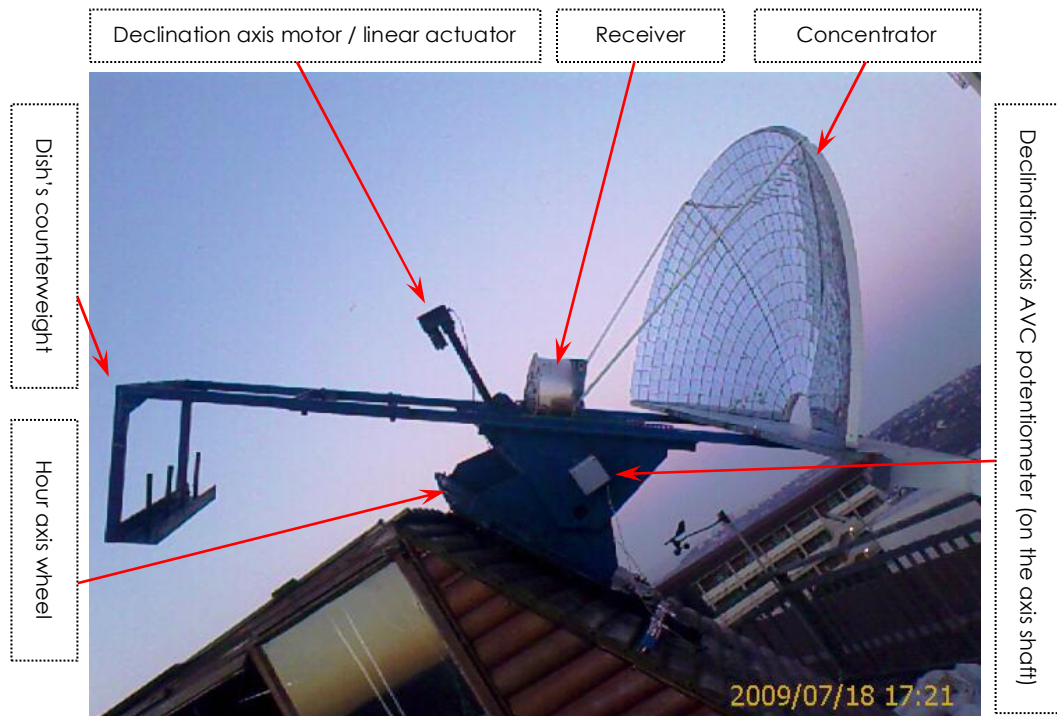 Declination axis motor / linear actuator
Receiver
Concentrator
Dish's counterweight
Hour axis wheel
Declination axis AVC potentiometer (on the axis shaft)
2009/07/18 17:21